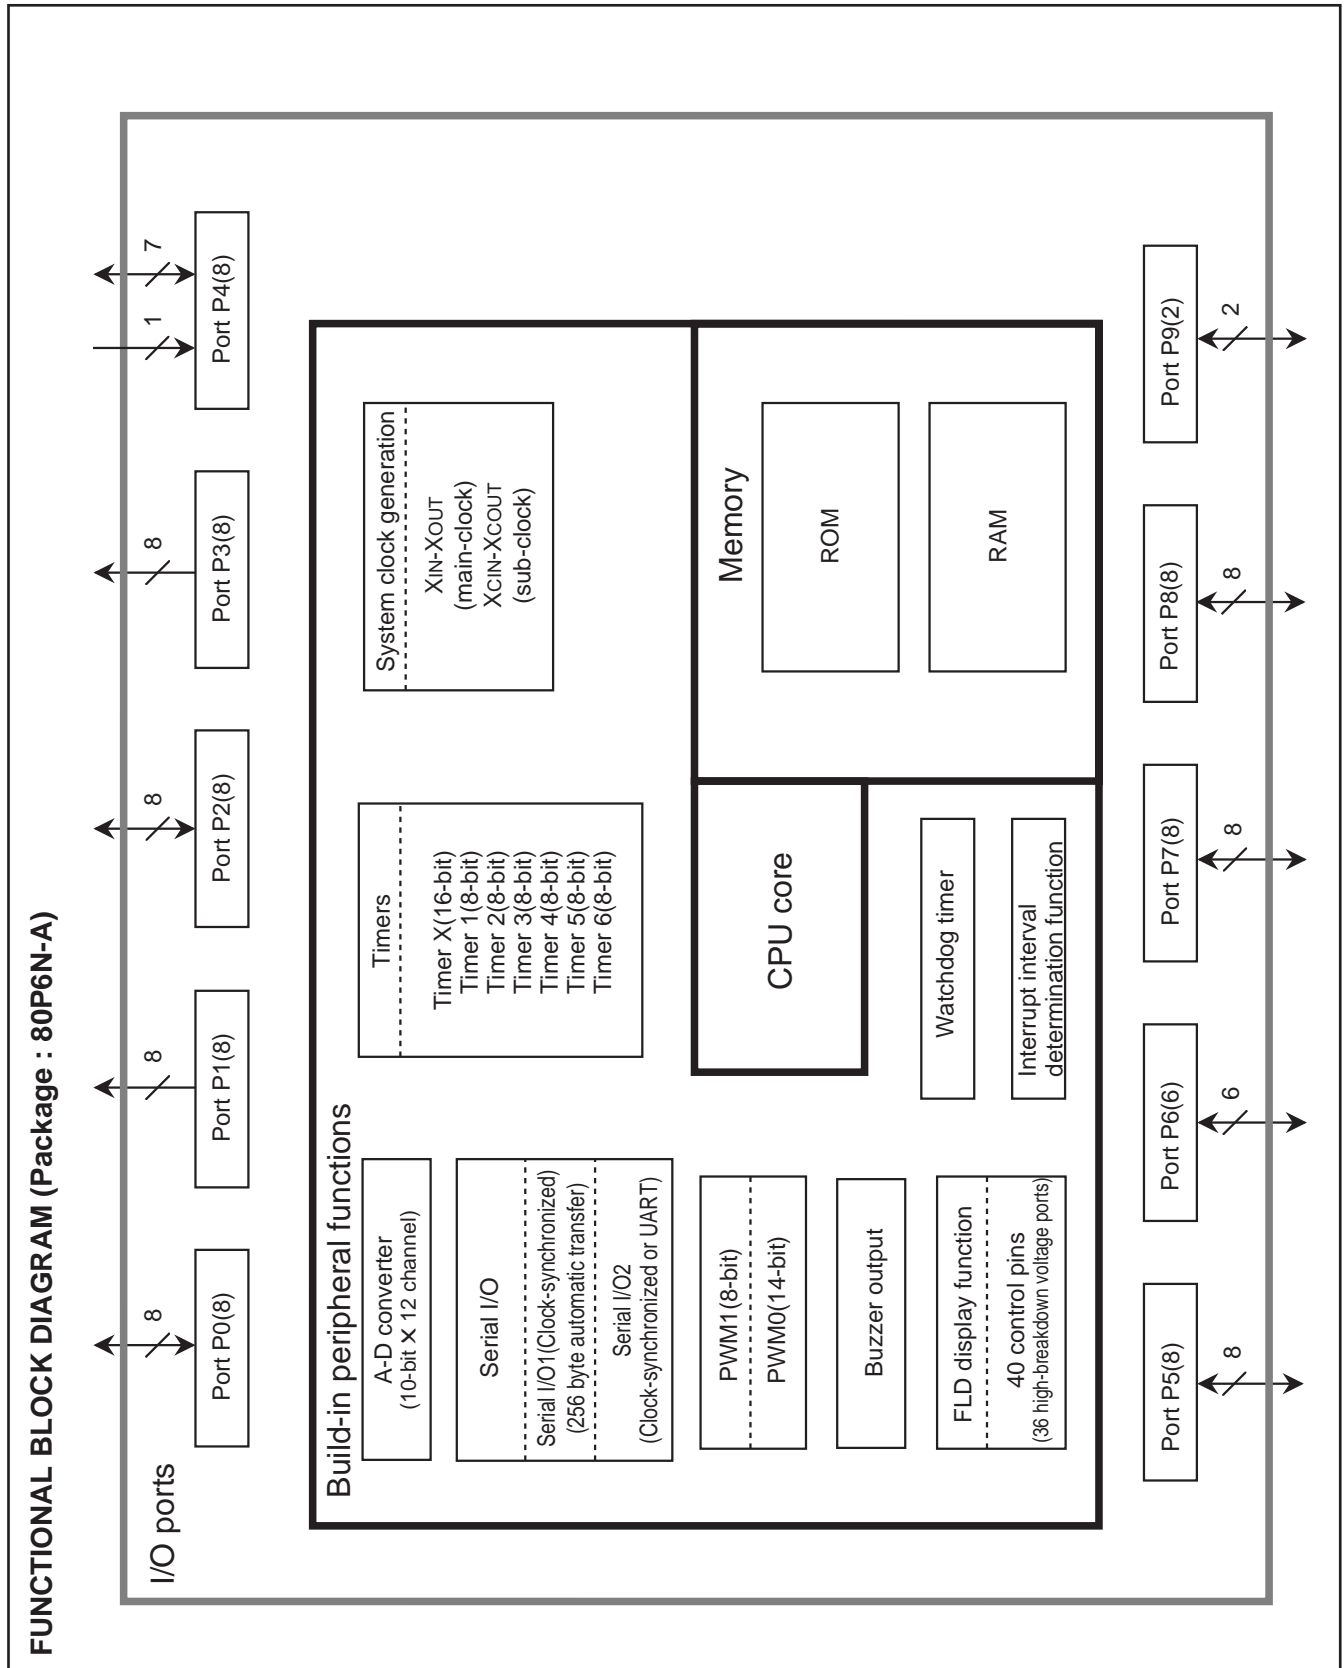 FUNCTIONAL BLOCK DIAGRAM (Package : 80P6N-A)
I/O ports
8
8
8
8
1
7
Port P0(8)
Port P1(8)
Port P2(8)
Port P3(8)
Port P4(8)
Build-in peripheral functions
A-D converter
(10-bit X 12 channel)
Serial I/O
Serial I/O1(Clock-synchronized)
(256 byte automatic transfer)
Serial I/O2
(Clock-synchronized or UART)
PWM1(8-bit)
PWM0(14-bit)
Buzzer output
FLD display function
40 control pins
(36 high-breakdown voltage ports)
Timers
Timer X(16-bit)
Timer 1(8-bit)
Timer 2(8-bit)
Timer 3(8-bit)
Timer 4(8-bit)
Timer 5(8-bit)
Timer 6(8-bit)
System clock generation
XIN-XOUT
(main-clock)
XCIN-XCOUT
(sub-clock)
CPU core
Watchdog timer
Interrupt interval
determination function
Memory
ROM
RAM
Port P5(8)
Port P6(6)
Port P7(8)
Port P8(8)
Port P9(2)
8
6
8
8
2